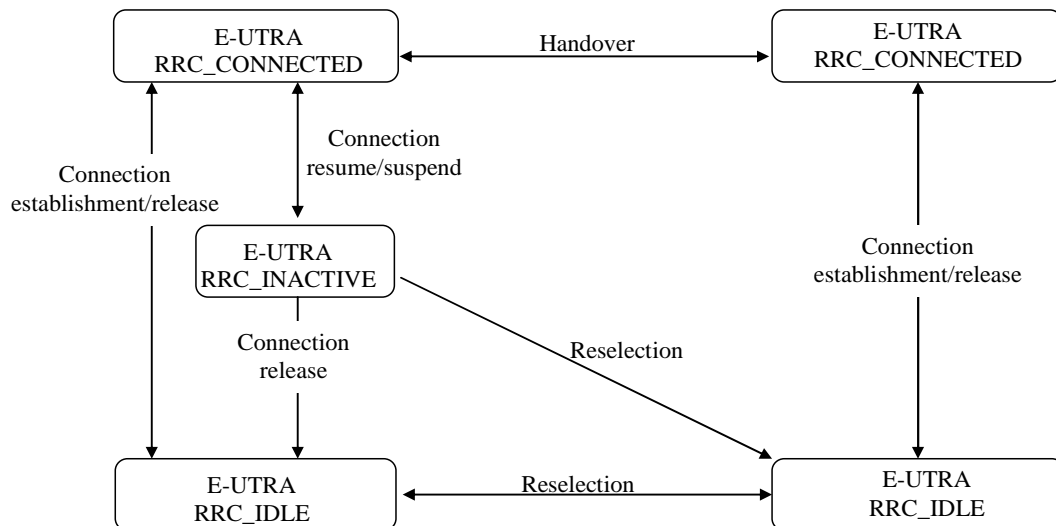 E-UTRA
RRC_CONNECTED
Handover
E-UTRA
RRC_CONNECTED
Connection
resume/suspend
Connection
establishment/release
E-UTRA
RRC_INACTIVE
Connection
establishment/release
Connection
release
Reselection
E-UTRA
RRC_IDLE
Reselection
E-UTRA
RRC_IDLE